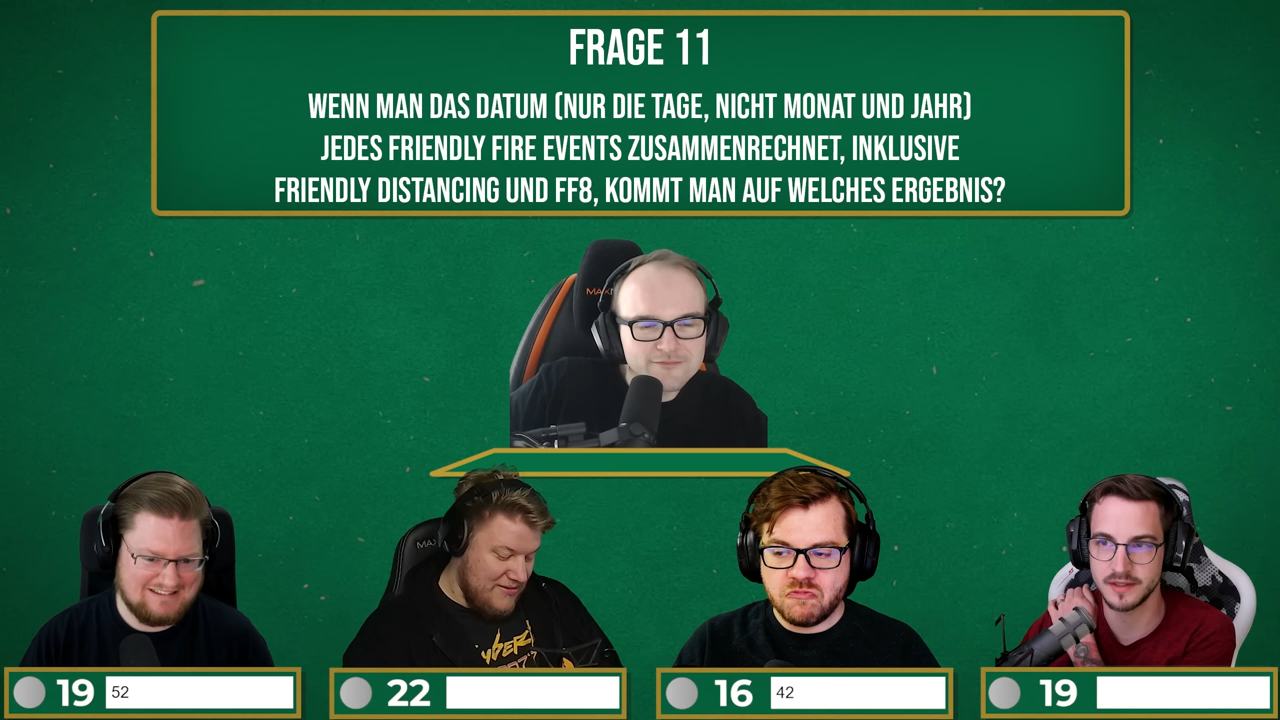 FRAGE 11
WENN MAN DAS DATUM (NUR DIE TAGE, NICHT MONAT UND JAHR)
JEDES FRIENDLY FIRE EVENTS ZUSAMMENRECHNET, INKLUSIVE
FRIENDLY DISTANCING UND FF8, KOMMT MAN AUF WELCHES ERGEBNIS?
19 52
22
16 42
19